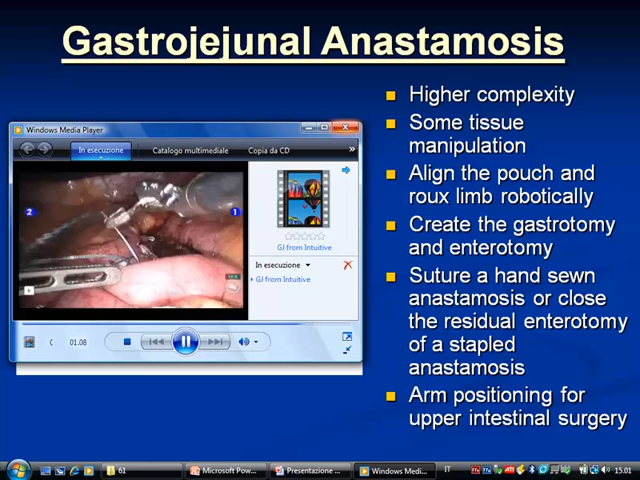 Gastrojejunal Anastamosis
Windows Media Player
In esecuzione
Catalogo multimediale
Copia da CD
»
2
1
GJ from Intuitive
In esecuzione
GJ from Intuitive
01.08
Higher complexity
Some tissue
manipulation
Align the pouch and
roux limb robotically
Create the gastrotomy
and enterotomy
Suture a hand sewn
anastamosis or close
the residual enterotomy
of a stapled
anastamosis
Arm positioning for
upper intestinal surgery
61
Microsoft Pow...
Presentazione ...
Windows Med...
IT
15.01